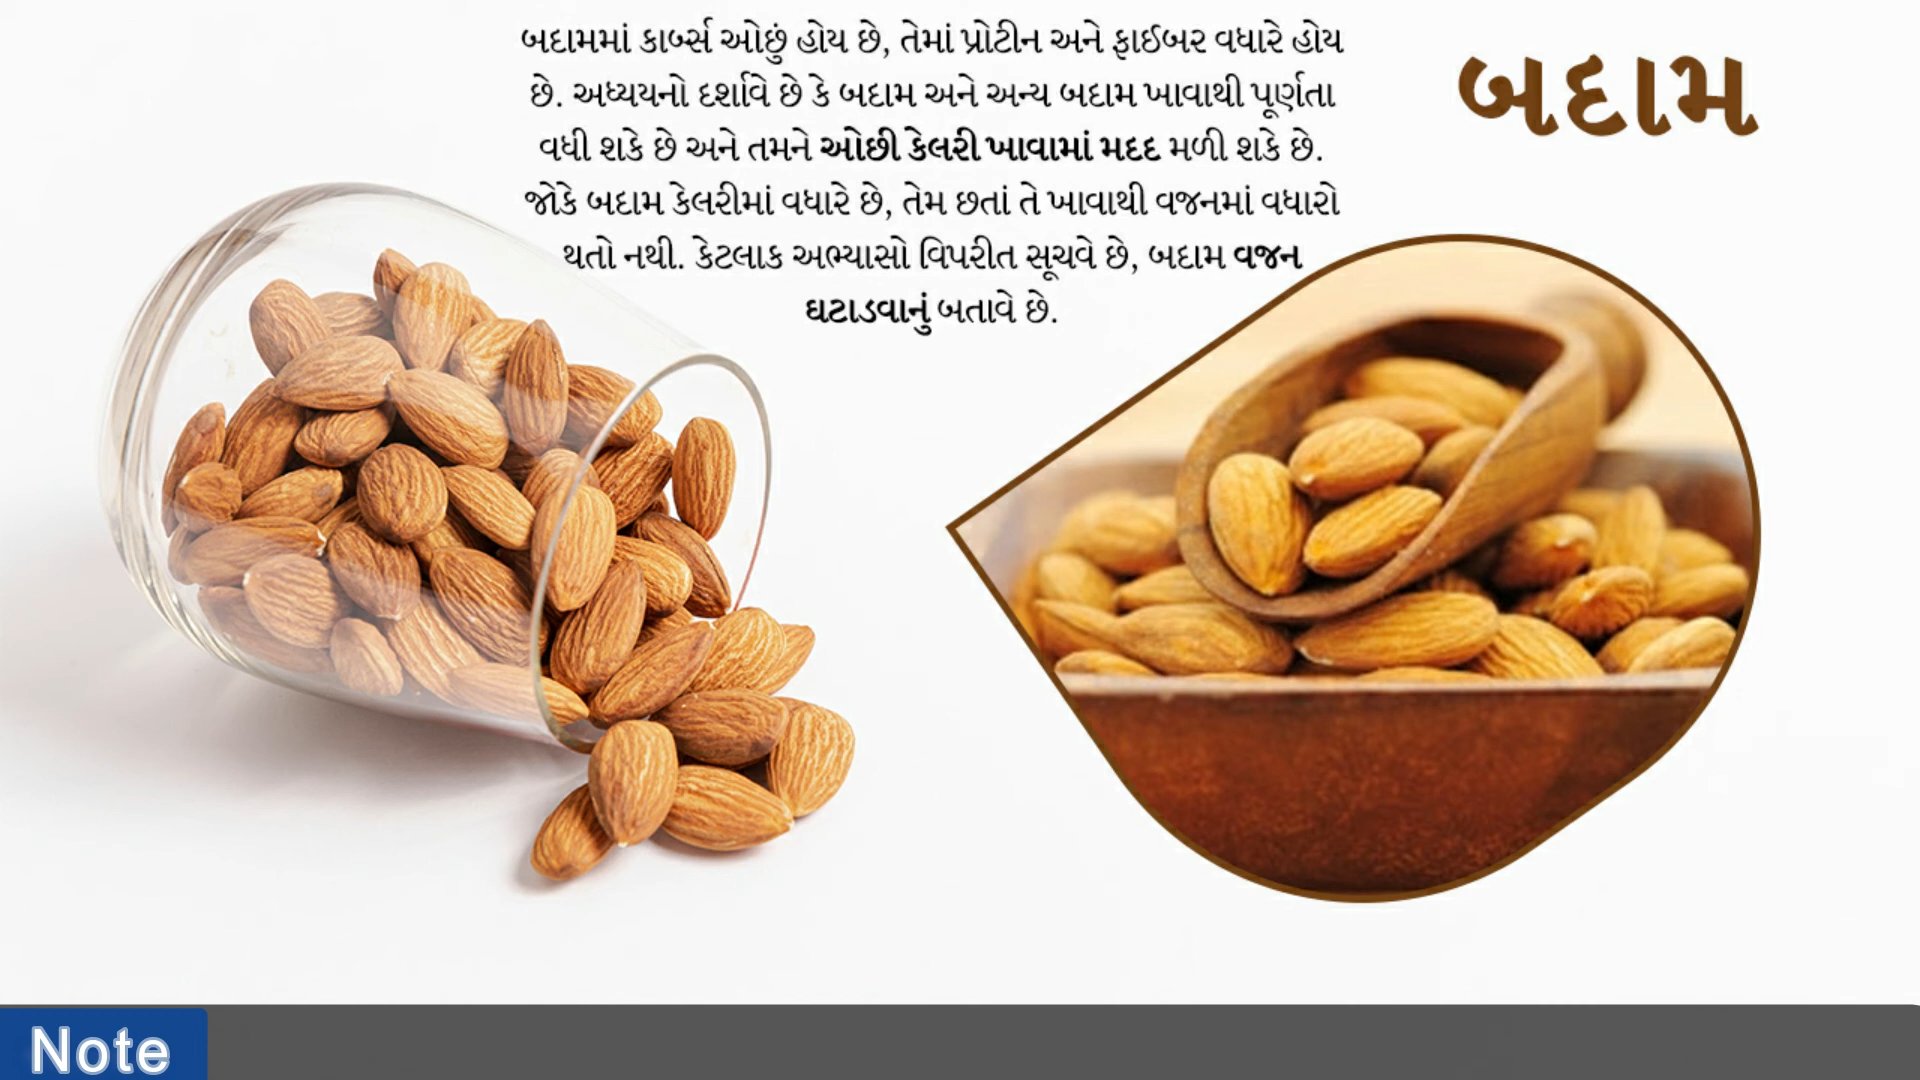 બદામમાં કાર્બ્સ ઓછું હોય છે, તેમાં પ્રોટીન અને ફાઈબર વધારે હોય
છે. અધ્યયનો દર્શાવે છે કે બદામ અને અન્ય બદામ ખાવાથી પૂર્ણતા
વધી શકે છે અને તમને ઓછી કેલરી ખાવામાં મદદ મળી શકે છે.
જોકે બદામ કેલરીમાં વધારે છે, તેમ છતાં તે ખાવાથી વજનમાં વધારો
થતો નથી. કેટલાક અભ્યાસો વિપરીત સૂચવે છે, બદામ વજન
ઘટાડવાનું બતાવે છે.
બદામ
Note